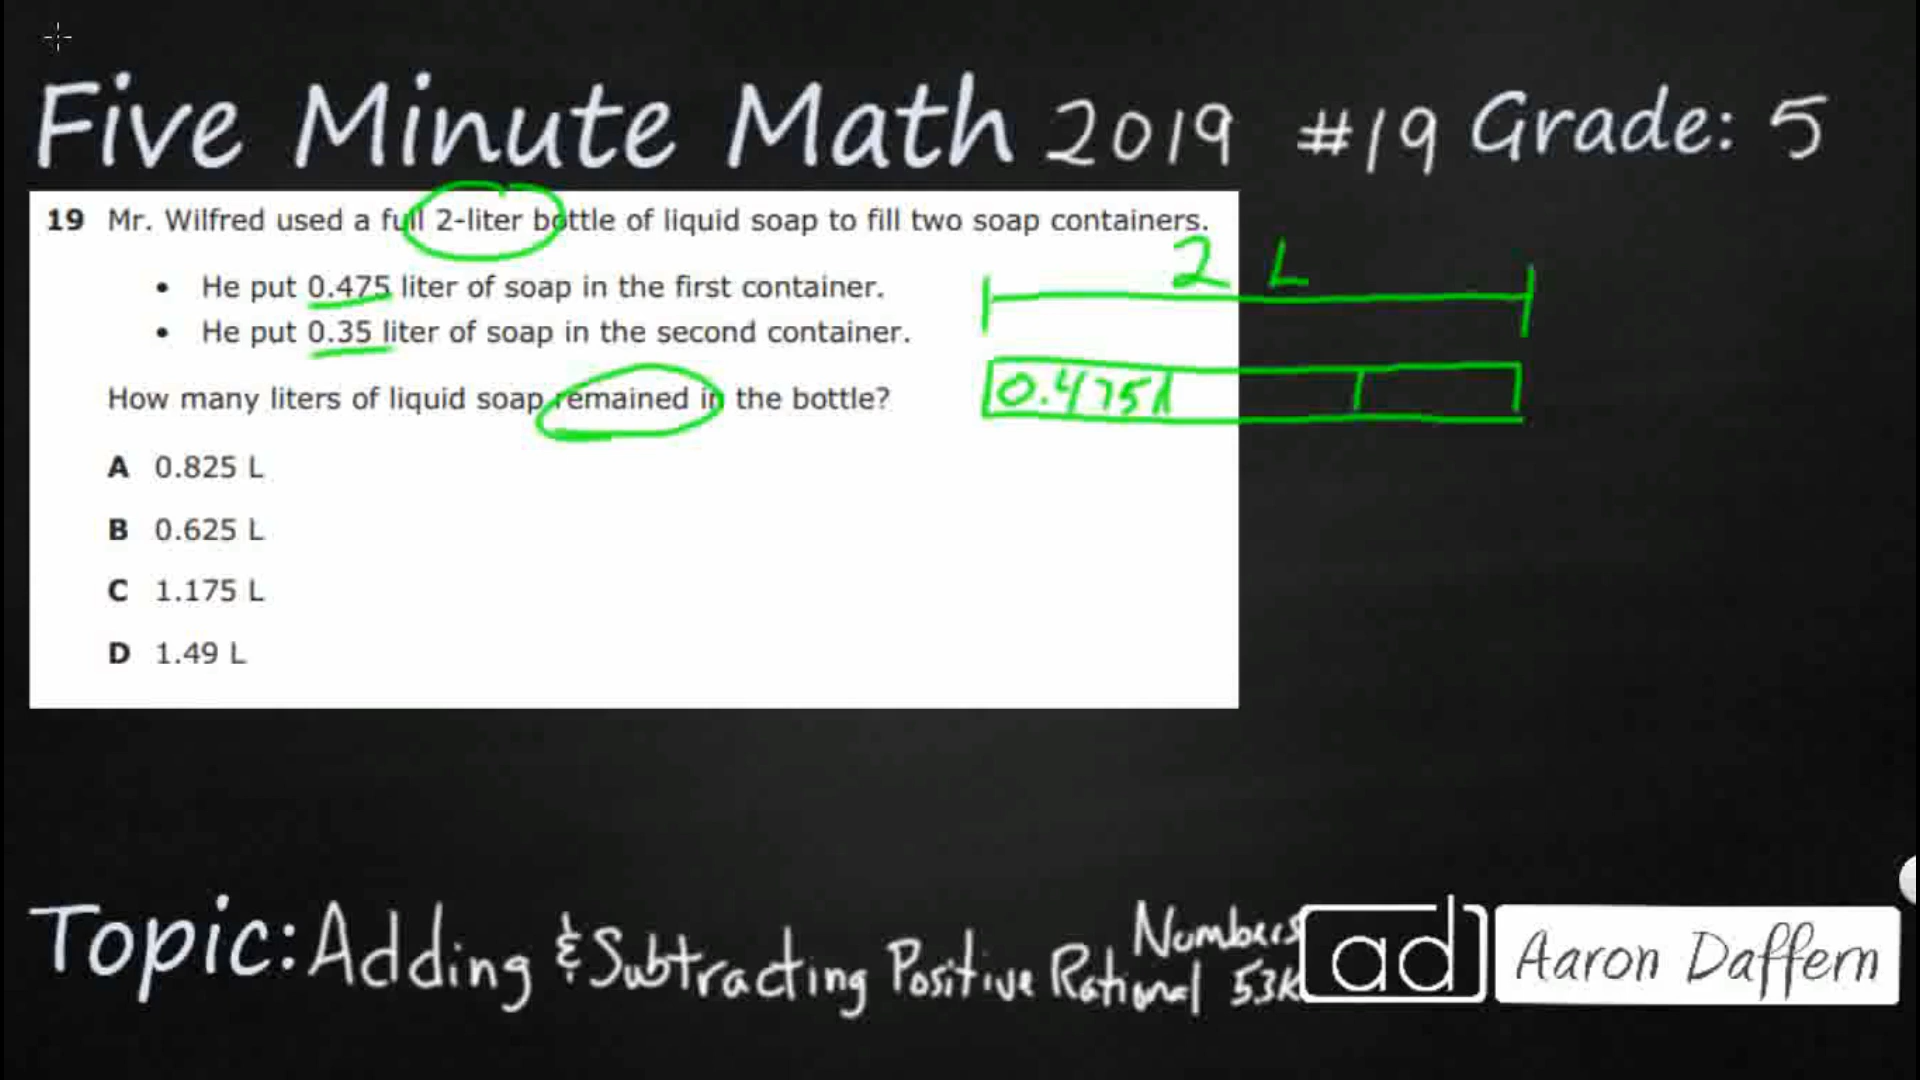 Five Minute Math 2019 #19 Grade: 5
19 Mr. Wilfred used a full 2-liter bottle of liquid soap to fill two soap containers.
2 L
• He put 0.475 liter of soap in the first container.
• He put 0.35 liter of soap in the second container.
0.475
How many liters of liquid soap remained in the bottle?
A 0.825 L
B 0.625 L
C 1.175 L
D 1.49 L
Topic: Adding & Subtracting Positive Rational Numbers 5.3K
ad Aaron Daffern